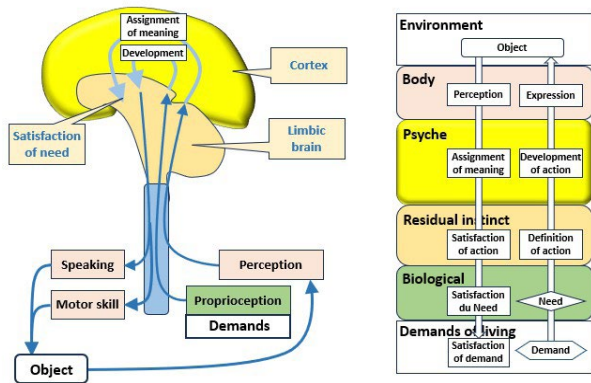 Assignment
of meaning
Development
Cortex
Satisfaction
of need
Limbic
brain
Speaking
Perception
Motor skill
Proprioception
Demands
Object
Environment
Object
Body
Perception
Expression
Psyche
Assignment
of meaning
Development
of action
Residual instinct
Satisfaction
of action
Definition
of action
Biological
Satisfaction
du Need
Need
Demands of living
Satisfaction
of demand
Demand